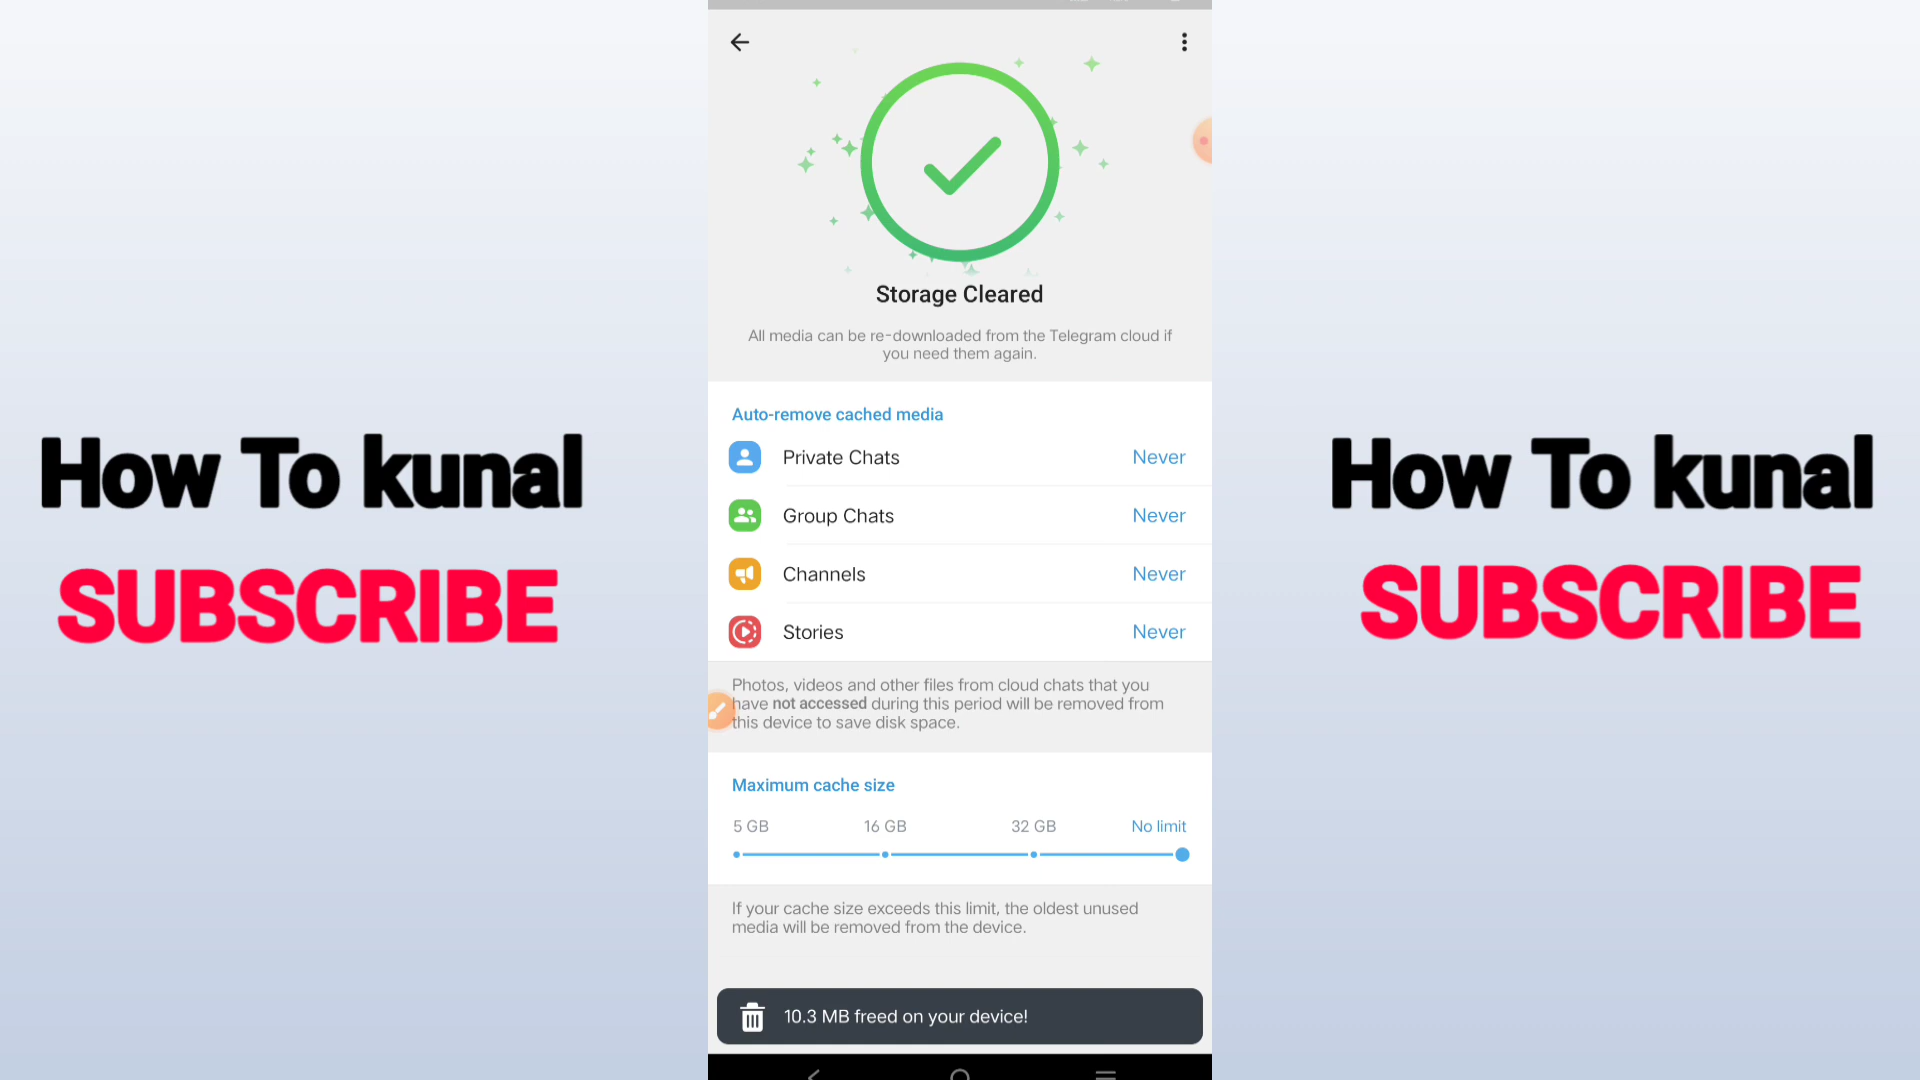 How To kunal
SUBSCRIBE
Storage Cleared
All media can be re-downloaded from the Telegram cloud if
you need them again.
Auto-remove cached media
Private Chats Never
Group Chats Never
Channels Never
Stories Never
Photos, videos and other files from cloud chats that you
have not accessed during this period will be removed from
this device to save disk space.
Maximum cache size
5 GB 16 GB 32 GB No limit
If your cache size exceeds this limit, the oldest unused
media will be removed from the device.
10.3 MB freed on your device!
How To kunal
SUBSCRIBE